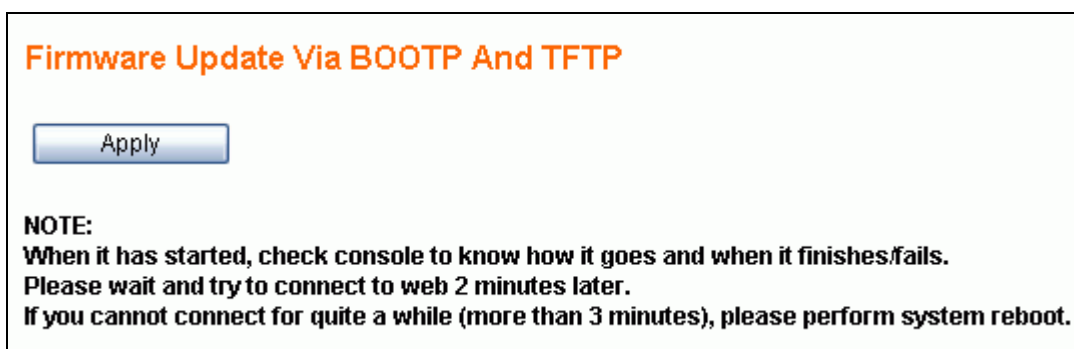 Firmware Update Via BOOTP And TFTP
Apply
NOTE:
When it has started, check console to know how it goes and when it finishes/fails.
Please wait and try to connect to web 2 minutes later.
If you cannot connect for quite a while (more than 3 minutes), please perform system reboot.